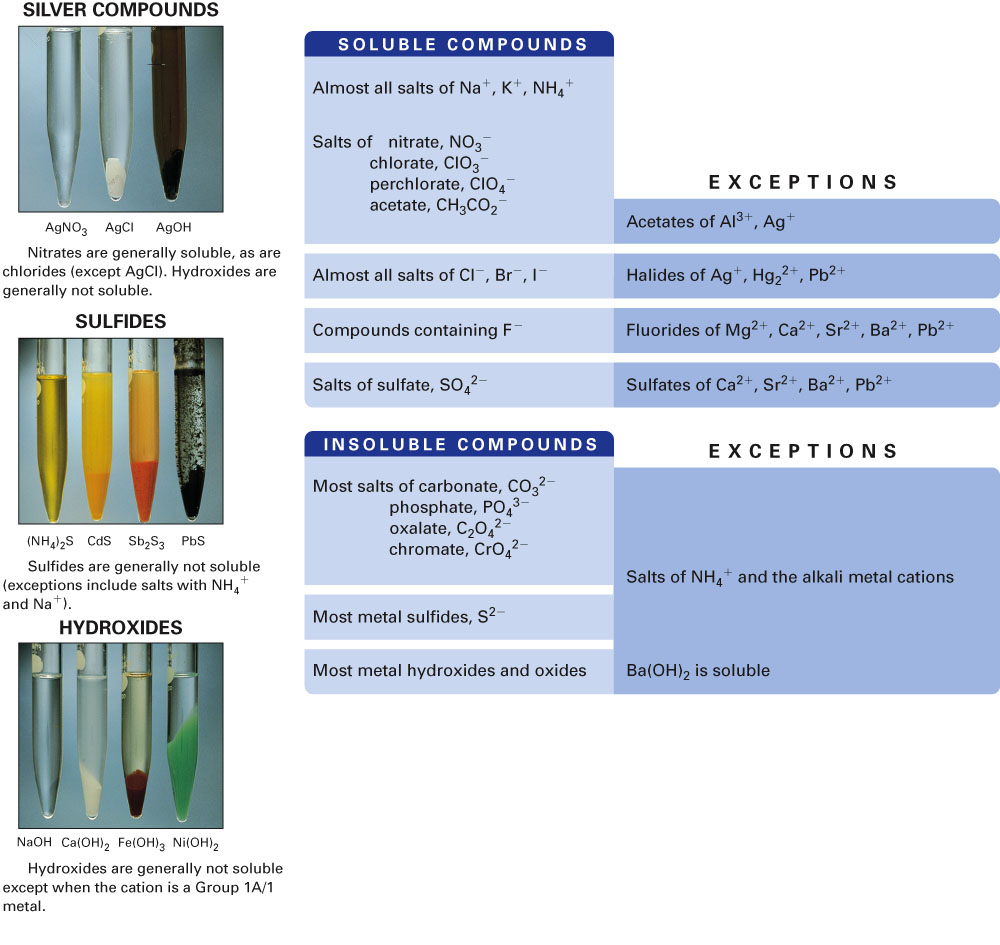 SILVER COMPOUNDS
AgNO₃ AgCl AgOH
Nitrates are generally soluble, as are
chlorides (except AgCl). Hydroxides are
generally not soluble.
SULFIDES
(NH₄)₂S CdS Sb₂S₃ PbS
Sulfides are generally not soluble
(exceptions include salts with NH₄⁺
and Na⁺).
HYDROXIDES
NaOH Ca(OH)₂ Fe(OH)₃ Ni(OH)₂
Hydroxides are generally not soluble
except when the cation is a Group 1A/1
metal.
SOLUBLE COMPOUNDS
Almost all salts of Na⁺, K⁺, NH₄⁺
Salts of nitrate, NO₃⁻
chlorate, ClO₃⁻
perchlorate, ClO₄⁻
acetate, CH₃CO₂⁻
EXCEPTIONS
Acetates of Al³⁺, Ag⁺
Almost all salts of Cl⁻, Br⁻, I⁻
Halides of Ag⁺, Hg₂²⁺, Pb²⁺
Compounds containing F⁻
Fluorides of Mg²⁺, Ca²⁺, Sr²⁺, Ba²⁺, Pb²⁺
Salts of sulfate, SO₄²⁻
Sulfates of Ca²⁺, Sr²⁺, Ba²⁺, Pb²⁺
INSOLUBLE COMPOUNDS
EXCEPTIONS
Most salts of carbonate, CO₃²⁻
phosphate, PO₄³⁻
oxalate, C₂O₄²⁻
chromate, CrO₄²⁻
Salts of NH₄⁺ and the alkali metal cations
Most metal sulfides, S²⁻
Most metal hydroxides and oxides
Ba(OH)₂ is soluble